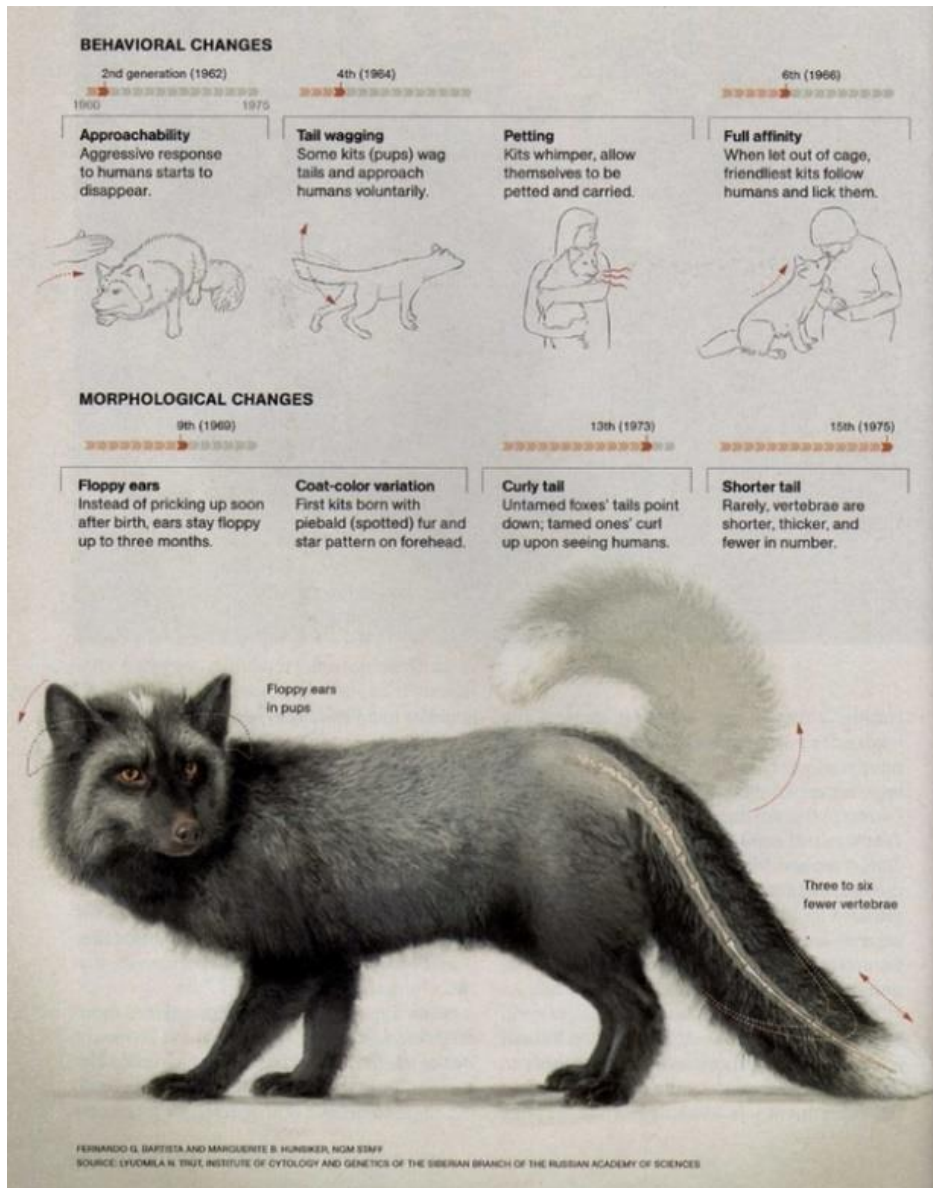 BEHAVIORAL CHANGES
2nd generation (1962)
4th (1964)
6th (1966)
1960
1975
Approachability
Aggressive response
to humans starts to
disappear.
Tail wagging
Some kits (pups) wag
tails and approach
humans voluntarily.
Petting
Kits whimper, allow
themselves to be
petted and carried.
Full affinity
When let out of cage,
friendliest kits follow
humans and lick them.
MORPHOLOGICAL CHANGES
9th (1969)
13th (1973)
15th (1975)
Floppy ears
Instead of pricking up soon
after birth, ears stay floppy
up to three months.
Coat-color variation
First kits born with
piebald (spotted) fur and
star pattern on forehead.
Curly tail
Untamed foxes' tails point
down; tamed ones' curl
up upon seeing humans.
Shorter tail
Rarely, vertebrae are
shorter, thicker, and
fewer in number.
Floppy ears
in pups
Three to six
fewer vertebrae
FERNANDO G. BAPTISTA AND MARGUERITE B. HUNSIKER, NGM STAFF
SOURCE: LYUDMILA N. TRUT, INSTITUTE OF CYTOLOGY AND GENETICS OF THE SIBERIAN BRANCH OF THE RUSSIAN ACADEMY OF SCIENCES